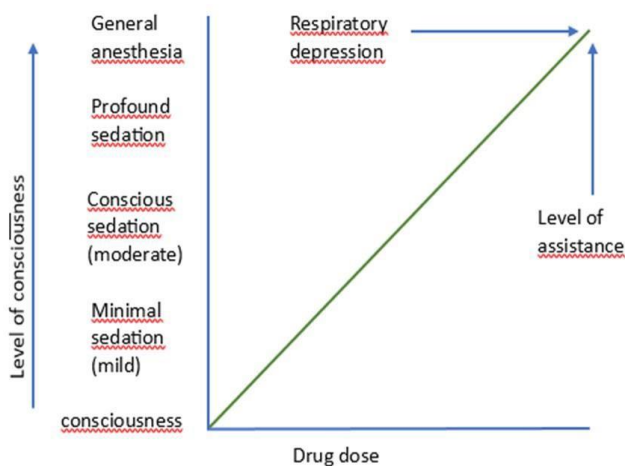 General
anesthesia
Respiratory
depression
Profound
sedation
Conscious
sedation
(moderate)
Minimal
sedation
(mild)
consciousness
Level of consciousness
Level of
assistance
Drug dose